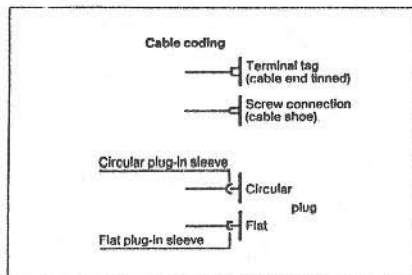 Cable coding
Terminal tag
(cable end tinned)
Screw connection
(cable shoe).
Circular plug-in sleeve
Circular
plug
Flat
Flat plug-in sleeve